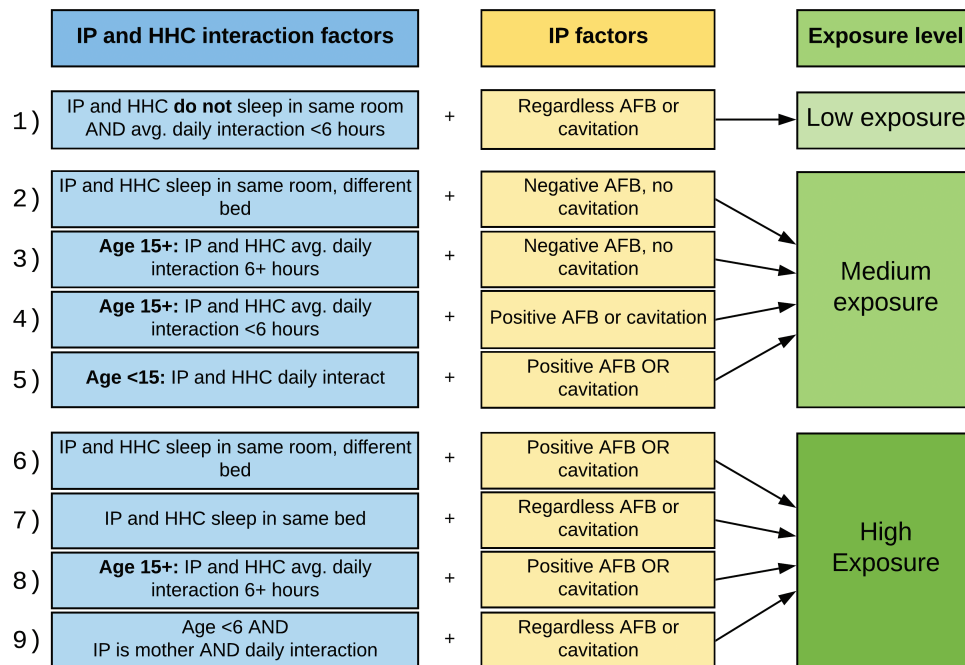 IP and HHC interaction factors
IP factors
Exposure level
1)
IP and HHC do not sleep in same room
AND avg. daily interaction <6 hours
+
Regardless AFB or
cavitation
Low exposure
2)
IP and HHC sleep in same room, different
bed
+
Negative AFB, no
cavitation
3)
Age 15+: IP and HHC avg. daily
interaction 6+ hours
+
Negative AFB, no
cavitation
4)
Age 15+: IP and HHC avg. daily
interaction <6 hours
+
Positive AFB or cavitation
5)
Age <15: IP and HHC daily interact
+
Positive AFB OR
cavitation
Medium
exposure
6)
IP and HHC sleep in same room, different
bed
+
Positive AFB OR
cavitation
7)
IP and HHC sleep in same bed
+
Regardless AFB or
cavitation
8)
Age 15+: IP and HHC avg. daily
interaction 6+ hours
+
Positive AFB OR
cavitation
9)
Age <6 AND
IP is mother AND daily interaction
+
Regardless AFB or
cavitation
High
Exposure